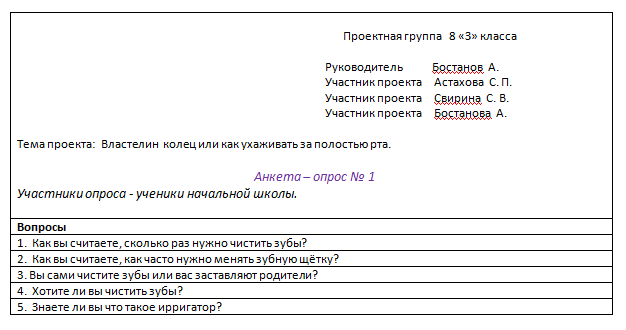 Проектная группа 8 «З» класса
Руководитель Бостанов А.
Участник проекта Астахова С. П.
Участник проекта Свирина С. В.
Участник проекта Бостанова А.
Тема проекта: Властелин колец или как ухаживать за полостью рта.
Анкета – опрос № 1
Участники опроса - ученики начальной школы.
Вопросы
1. Как вы считаете, сколько раз нужно чистить зубы?
2. Как вы считаете, как часто нужно менять зубную щётку?
3. Вы сами чистите зубы или вас заставляют родители?
4. Хотите ли вы чистить зубы?
5. Знаете ли вы что такое ирригатор?